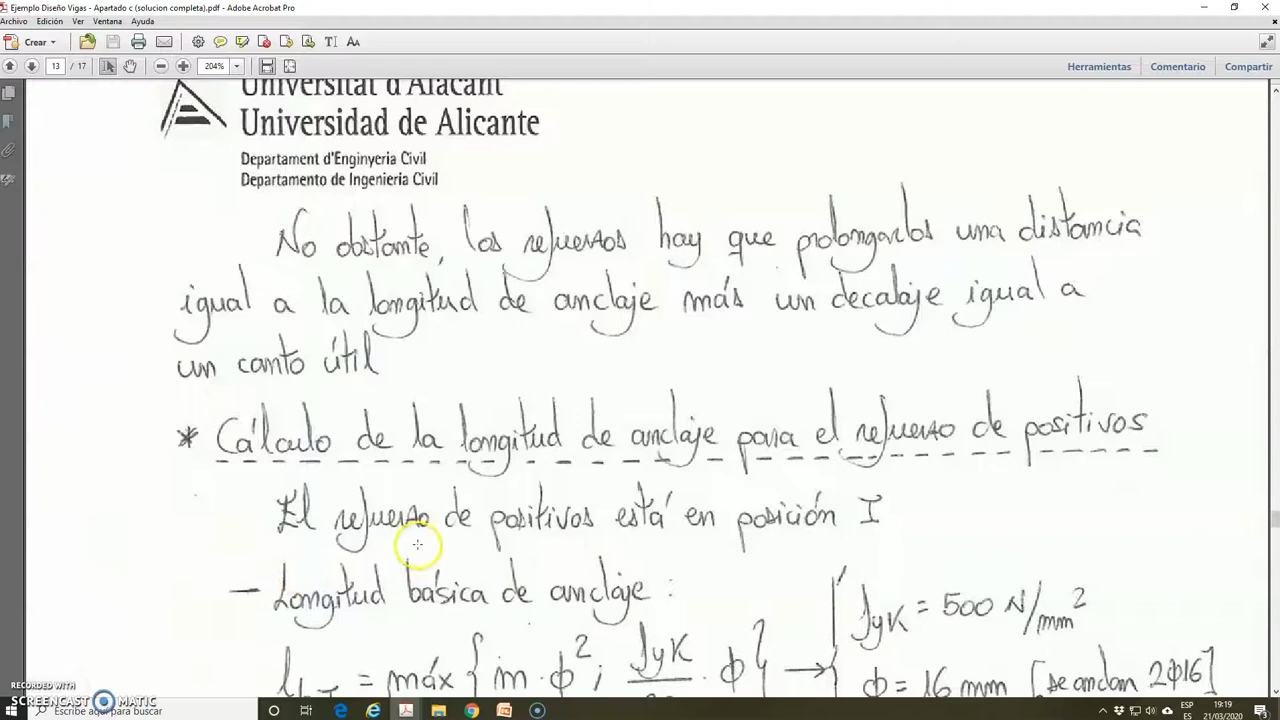 Ejemplo Diseño Vigas - Apartado c (solucion completa).pdf - Adobe Acrobat Pro
Archivo Edición Ver Ventana Ayuda
Crear
13 / 17 204% Herramientas Comentario Compartir
Universitat d'Alacant
Universidad de Alicante
Departament d'Enginyeria Civil
Departamento de Ingeniería Civil
No obstante, los refuerzos hay que prolongarlos una distancia
igual a la longitud de anclaje más un decalaje igual a
un canto útil
* Cálculo de la longitud de anclaje para el refuerzo de positivos
El refuerzo de positivos está en posición I
- Longitud básica de anclaje :
fyk = 500 N/mm²
= máx { m · ϕ² ; fyk · ϕ } → ϕ = 16 mm [se anclan 2ϕ16]
RECORDED WITH
SCREENCAST MATIC
Escribe aquí para buscar
ESP 19:19
ES 21/03/2020